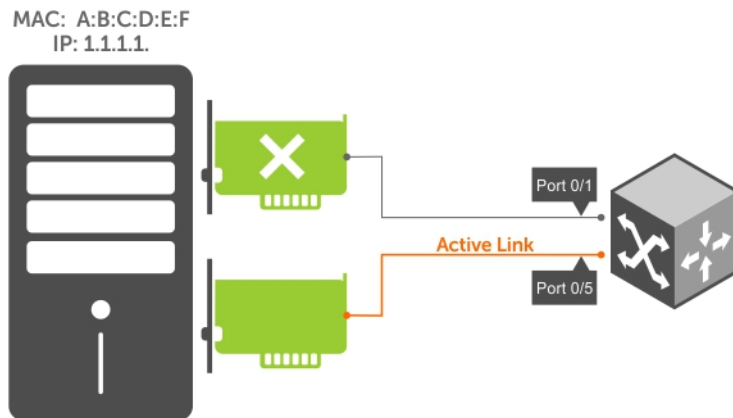 MAC: A:B:C:D:E:F
IP: 1.1.1.1.
Port 0/1
Active Link
Port 0/5